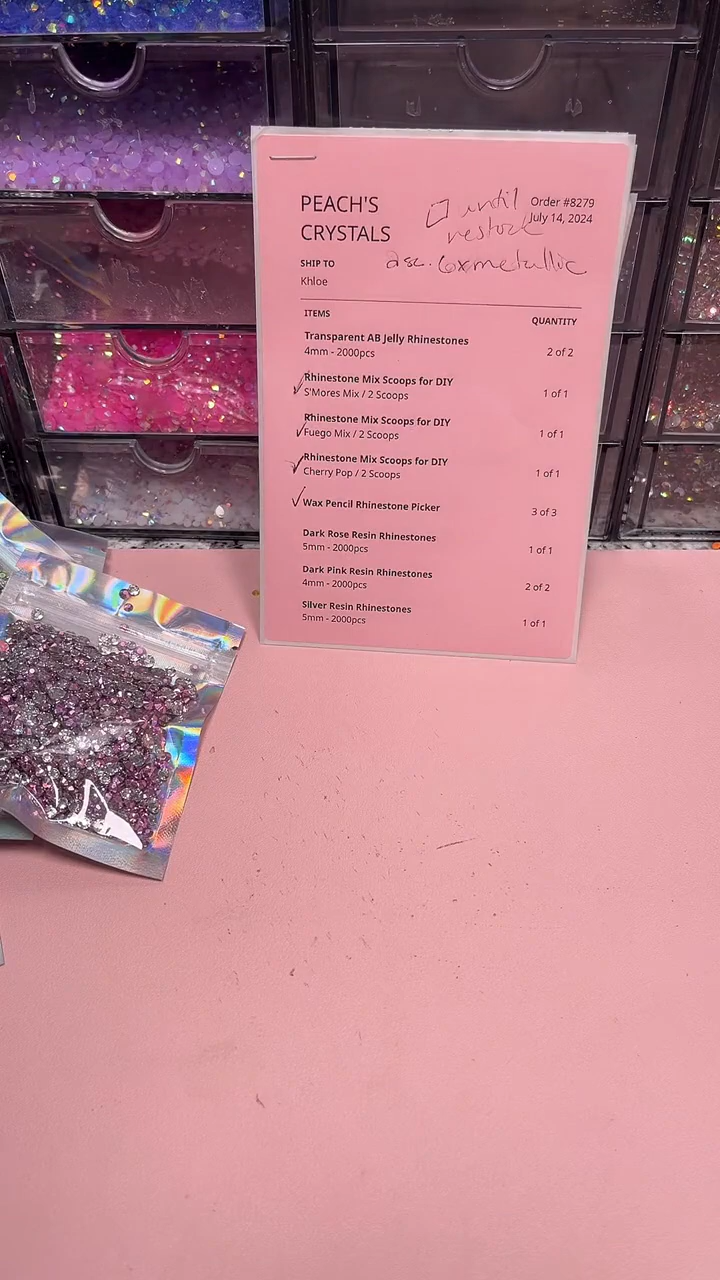 PEACH'S
CRYSTALS
until
Order #8279
July 14, 2024
SHIP TO
Khloe
metallic
ITEMS
QUANTITY
Transparent AB Jelly Rhinestones
4mm - 2000pcs
2 of 2
Rhinestone Mix Scoops for DIY
S'Mores Mix / 2 Scoops
1 of 1
Rhinestone Mix Scoops for DIY
Fuego Mix / 2 Scoops
1 of 1
Rhinestone Mix Scoops for DIY
Cherry Pop / 2 Scoops
1 of 1
Wax Pencil Rhinestone Picker
3 of 3
Dark Rose Resin Rhinestones
5mm - 2000pcs
1 of 1
Dark Pink Resin Rhinestones
4mm - 2000pcs
2 of 2
Silver Resin Rhinestones
5mm - 2000pcs
1 of 1